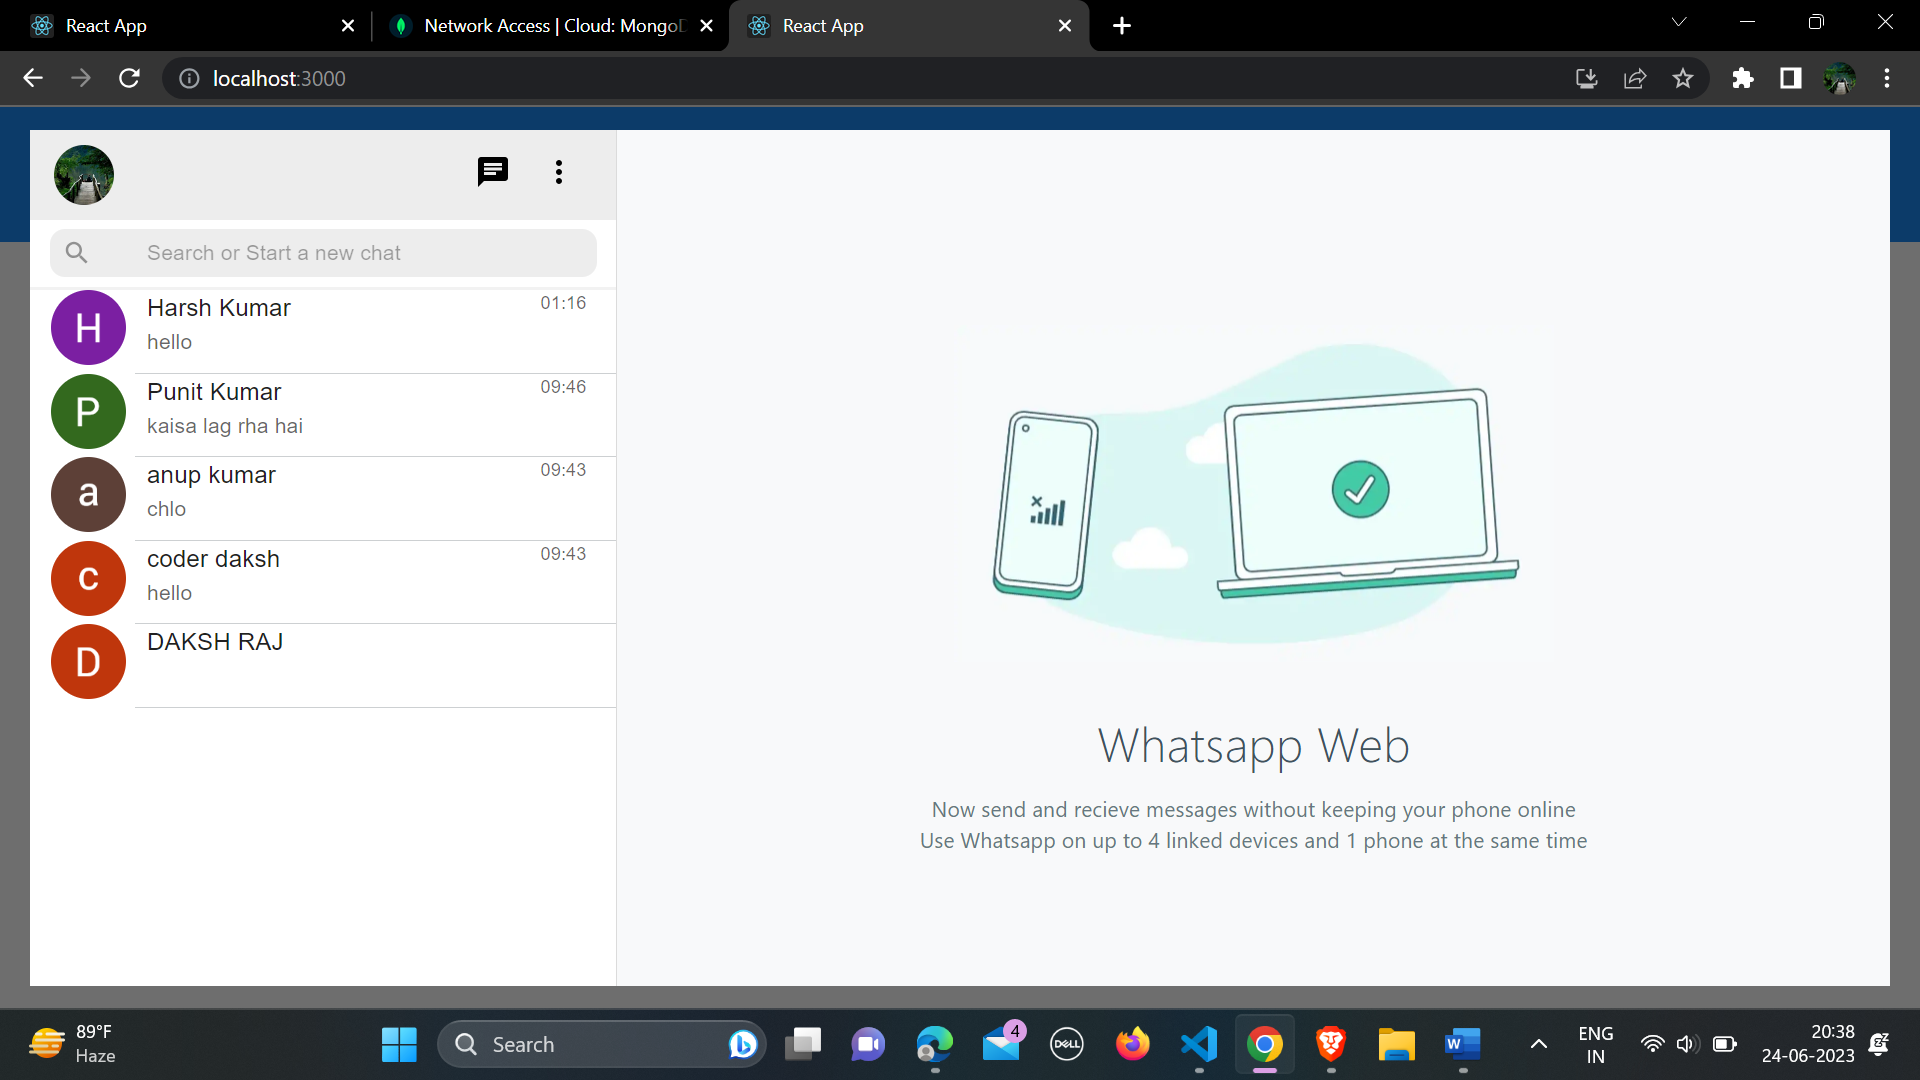 React App
Network Access | Cloud: MongoD
React App
localhost:3000
Search or Start a new chat
H
Harsh Kumar
01:16
hello
P
Punit Kumar
09:46
kaisa lag rha hai
a
anup kumar
09:43
chlo
c
coder daksh
09:43
hello
D
DAKSH RAJ
Whatsapp Web
Now send and recieve messages without keeping your phone online
Use Whatsapp on up to 4 linked devices and 1 phone at the same time
89°F
Haze
Search
4
DELL
W
ENG
IN
20:38
24-06-2023